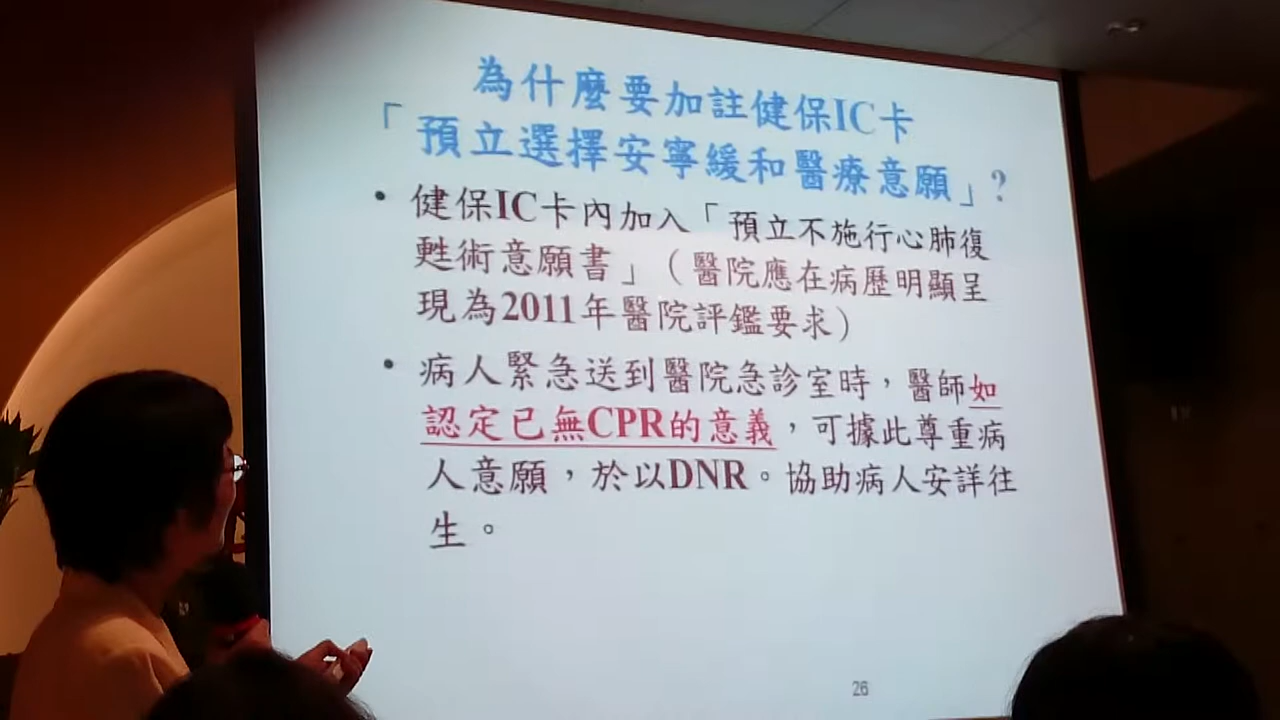 為什麼要加註健保IC卡
「預立選擇安寧緩和醫療意願」?
• 健保IC卡內加入「預立不施行心肺復
甦術意願書」(醫院應在病歷明顯呈
現為2011年醫院評鑑要求)
• 病人緊急送到醫院急診室時，醫師如
認定已無CPR的意義，可據此尊重病
人意願，於以DNR。協助病人安詳往
生。
26